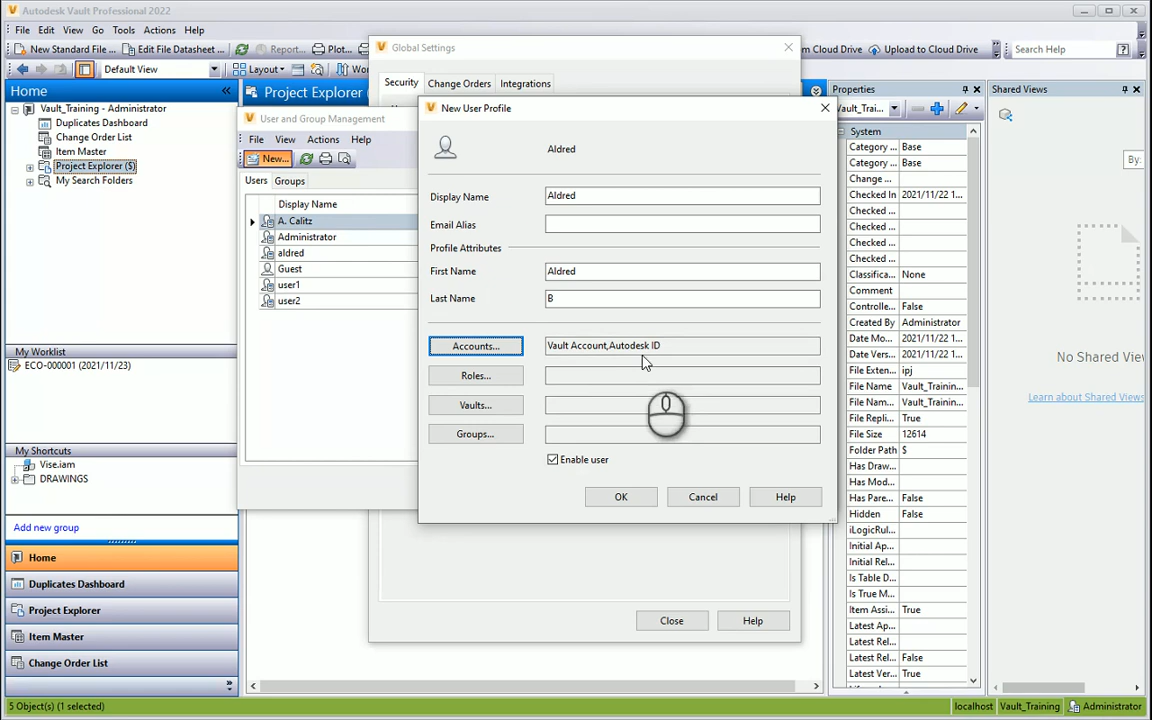 Autodesk Vault Professional 2022
File Edit View Go Tools Actions Help
New Standard File ... Edit File Datasheet ... Report... Plot...
om Cloud Drive Upload to Cloud Drive Search Help
Default View Layout
Home
Vault_Training - Administrator
Duplicates Dashboard
Change Order List
Item Master
Project Explorer ($)
My Search Folders
My Worklist
ECO-000001 (2021/11/23)
My Shortcuts
Vise.iam
DRAWINGS
Add new group
Home
Duplicates Dashboard
Project Explorer
Item Master
Change Order List
5 Object(s) (1 selected)
localhost Vault_Training Administrator
Project Explorer
Global Settings
Security Change Orders Integrations
Close Help
User and Group Management
File View Actions Help
New...
Users Groups
Display Name
A. Calitz
Administrator
aldred
Guest
user1
user2
New User Profile
Aldred
Display Name Aldred
Email Alias
Profile Attributes
First Name Aldred
Last Name B
Accounts... Vault Account,Autodesk ID
Roles...
Vaults...
Groups...
Enable user
OK Cancel Help
Properties
Vault_Trai...
System
Category ... Base
Category ... Base
Change ...
Checked In 2021/11/22 1...
Checked ...
Checked ...
Checked ...
Checked ...
Classifica... None
Comment
Controlle... False
Created By Administrator
Date Mo... 2021/11/22 1...
Date Vers... 2021/11/22 1...
File Exten... ipj
File Name Vault_Trainin...
File Nam... Vault_Trainin...
File Repli... True
File Size 12614
Folder Path $
Has Draw...
Has Mod...
Has Pare... False
Hidden False
iLogicRul...
Initial Ap...
Initial Rel...
Is Table D...
Is True M...
Item Assi... True
Latest Ap...
Latest Rel...
Latest Rel... False
Latest Ver... True
Shared Views
By:
No Shared View
Learn about Shared Views